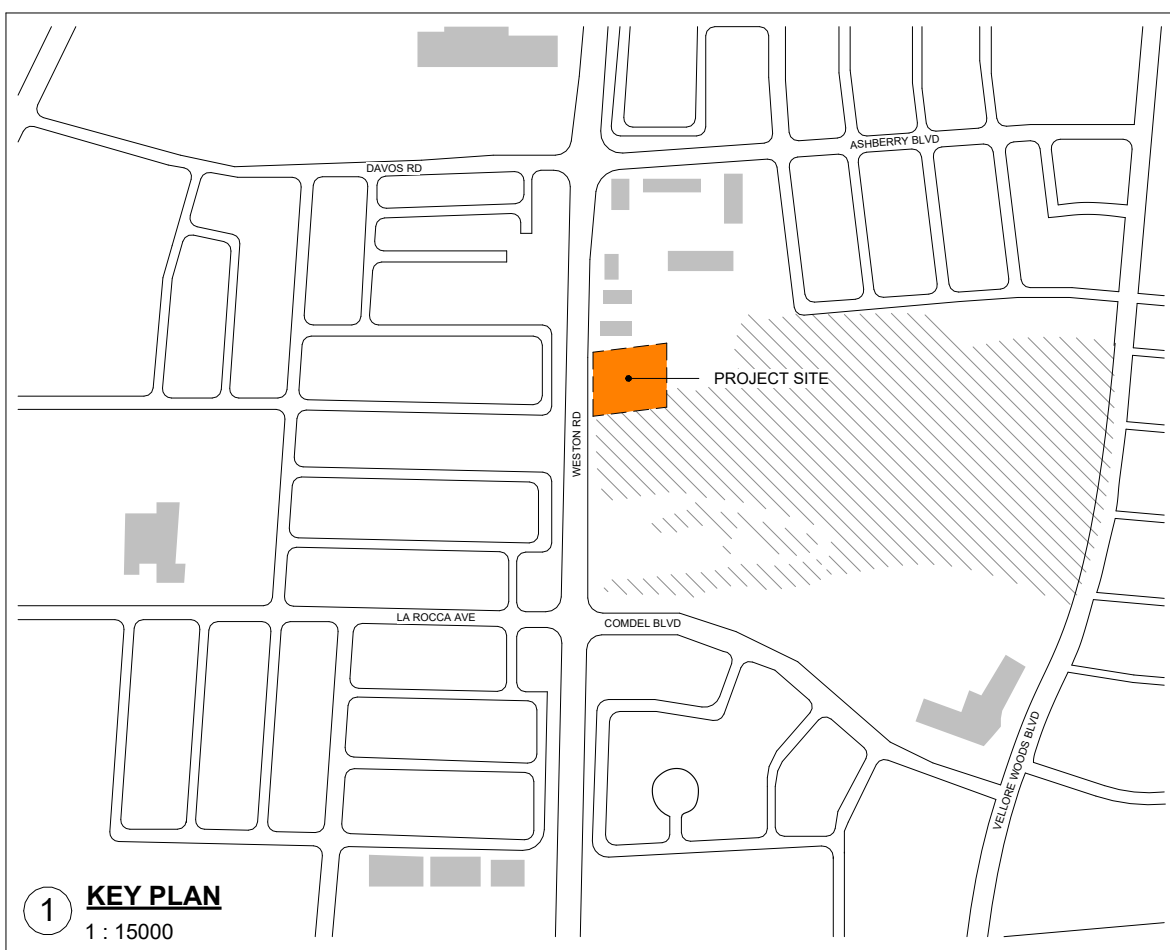 ASHBERRY BLVD
DAVOS RD
PROJECT SITE
WESTON RD
LA ROCCA AVE
COMDEL BLVD
VELLORE WOODS BLVD
1
KEY PLAN
1 : 15000